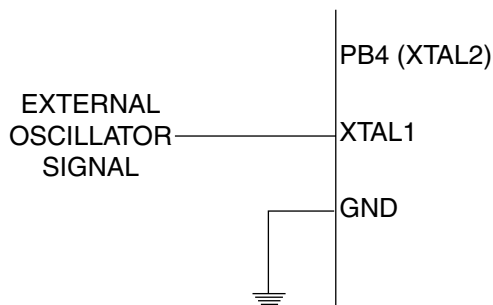 PB4 (XTAL2)
EXTERNAL
OSCILLATOR
SIGNAL
XTAL1
GND